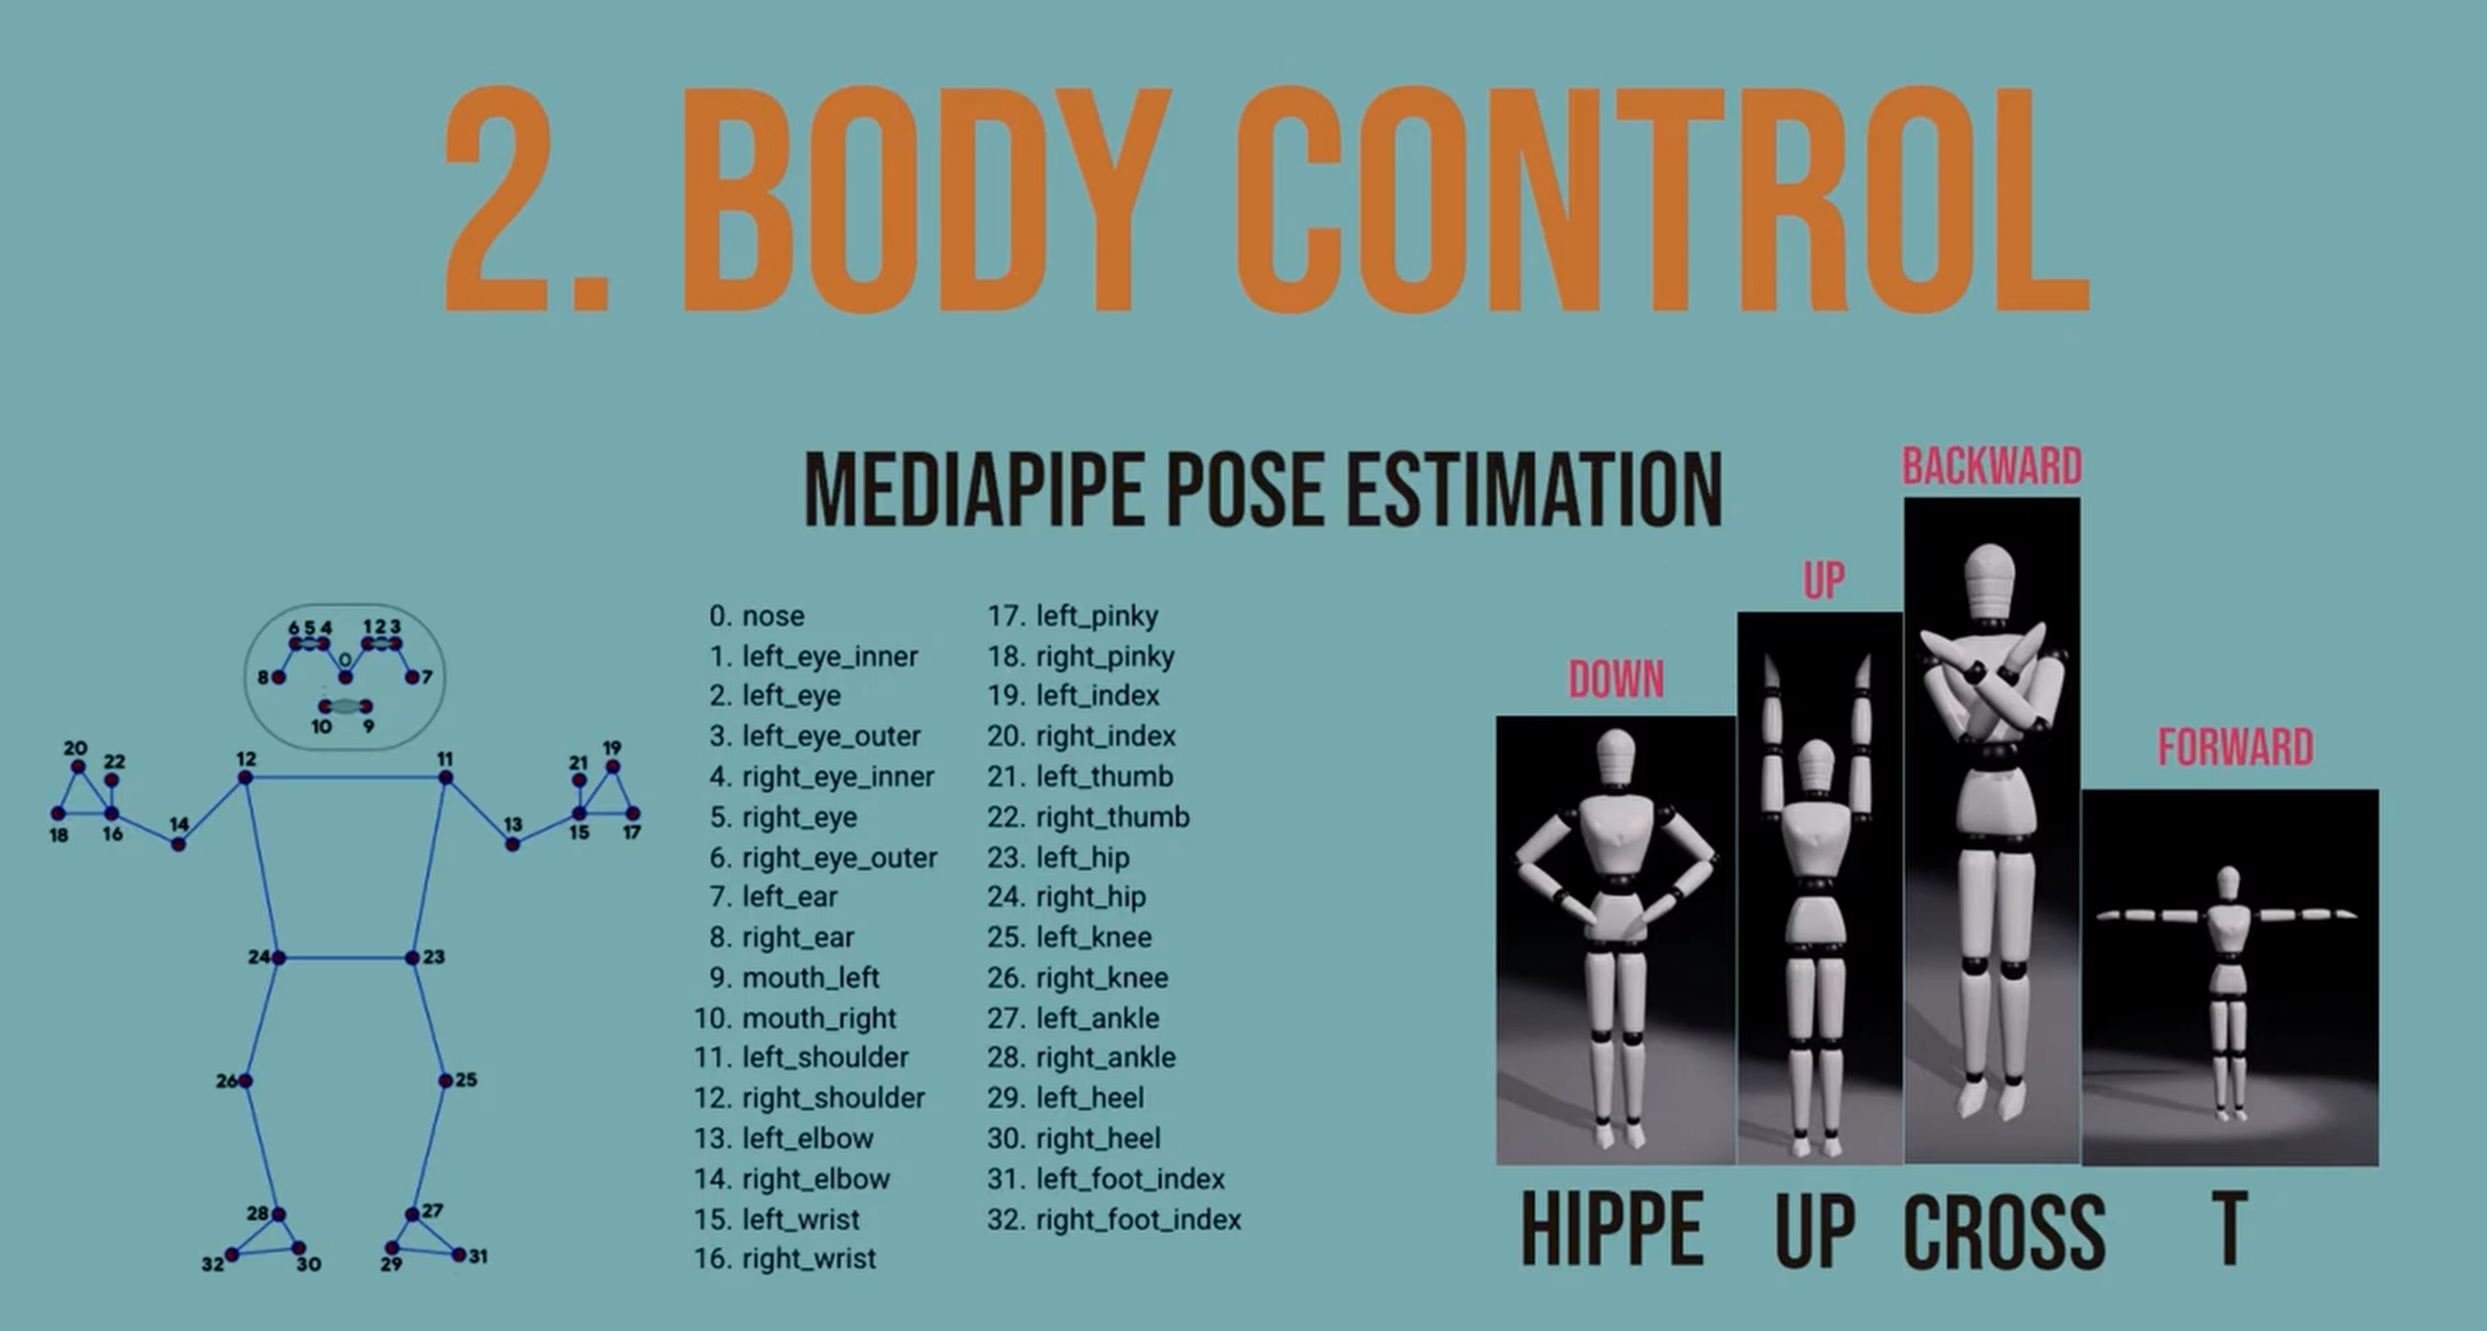 2. BODY CONTROL
MEDIAPIPE POSE ESTIMATION
6 5 4 1 2 3
0
8 7
10 9
20 22 12 11 21 19
18 16 14 13 15 17
24 23
26 25
28 27
32 30 29 31
0. nose
1. left_eye_inner
2. left_eye
3. left_eye_outer
4. right_eye_inner
5. right_eye
6. right_eye_outer
7. left_ear
8. right_ear
9. mouth_left
10. mouth_right
11. left_shoulder
12. right_shoulder
13. left_elbow
14. right_elbow
15. left_wrist
16. right_wrist
17. left_pinky
18. right_pinky
19. left_index
20. right_index
21. left_thumb
22. right_thumb
23. left_hip
24. right_hip
25. left_knee
26. right_knee
27. left_ankle
28. right_ankle
29. left_heel
30. right_heel
31. left_foot_index
32. right_foot_index
DOWN
UP
BACKWARD
FORWARD
HIPPE UP CROSS T